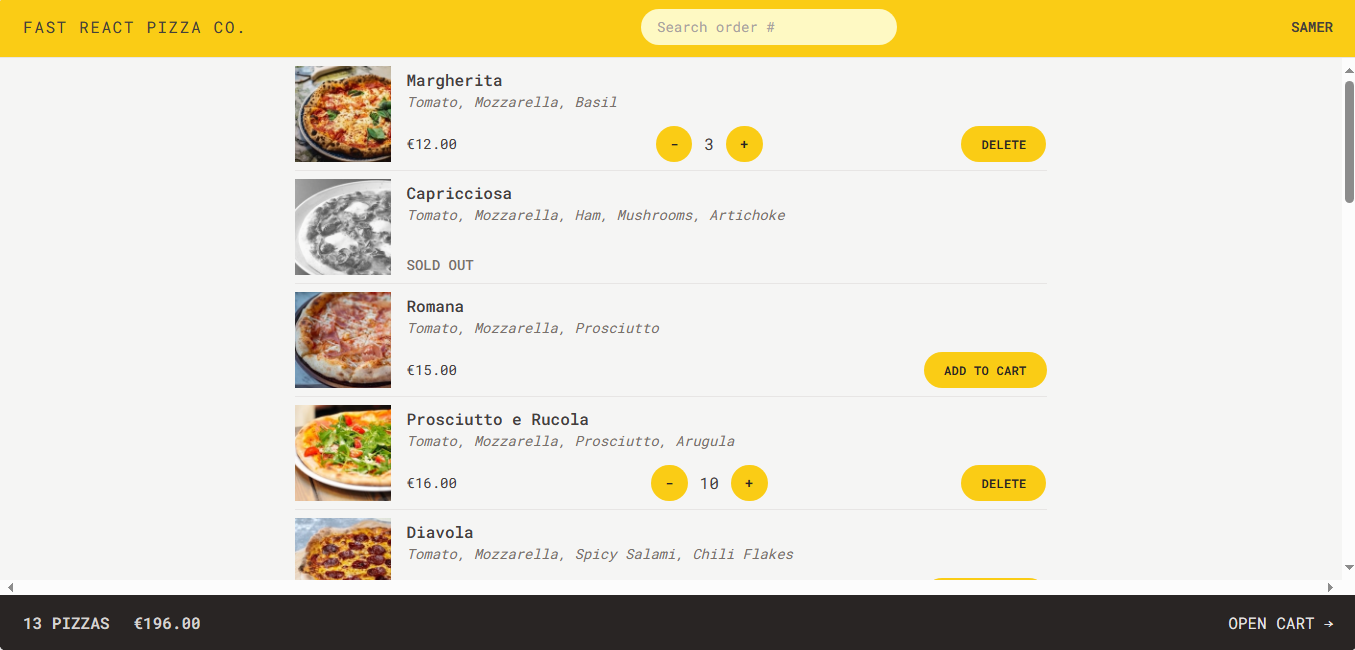 FAST REACT PIZZA CO.
Search order #
SAMER
Margherita
Tomato, Mozzarella, Basil
€12.00
-
3
+
DELETE
Capricciosa
Tomato, Mozzarella, Ham, Mushrooms, Artichoke
SOLD OUT
Romana
Tomato, Mozzarella, Prosciutto
€15.00
ADD TO CART
Prosciutto e Rucola
Tomato, Mozzarella, Prosciutto, Arugula
€16.00
-
10
+
DELETE
Diavola
Tomato, Mozzarella, Spicy Salami, Chili Flakes
13 PIZZAS
€196.00
OPEN CART →